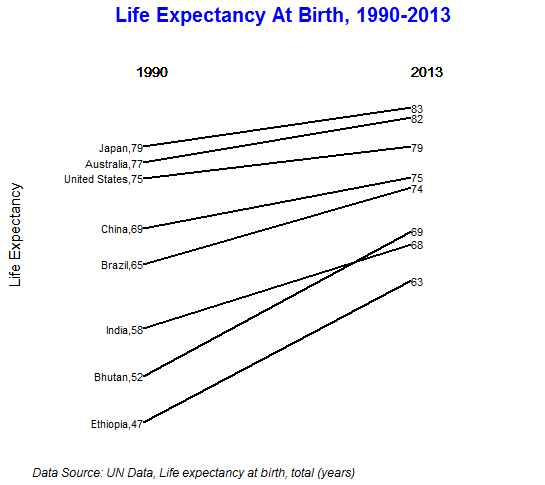 Life Expectancy At Birth, 1990-2013
1990 2013
83
82
Japan,79 79
Australia,77
United States,75 75
74
China,69 69
68
Brazil,65 63
India,58
Bhutan,52
Ethiopia,47
Life Expectancy
Data Source: UN Data, Life expectancy at birth, total (years)